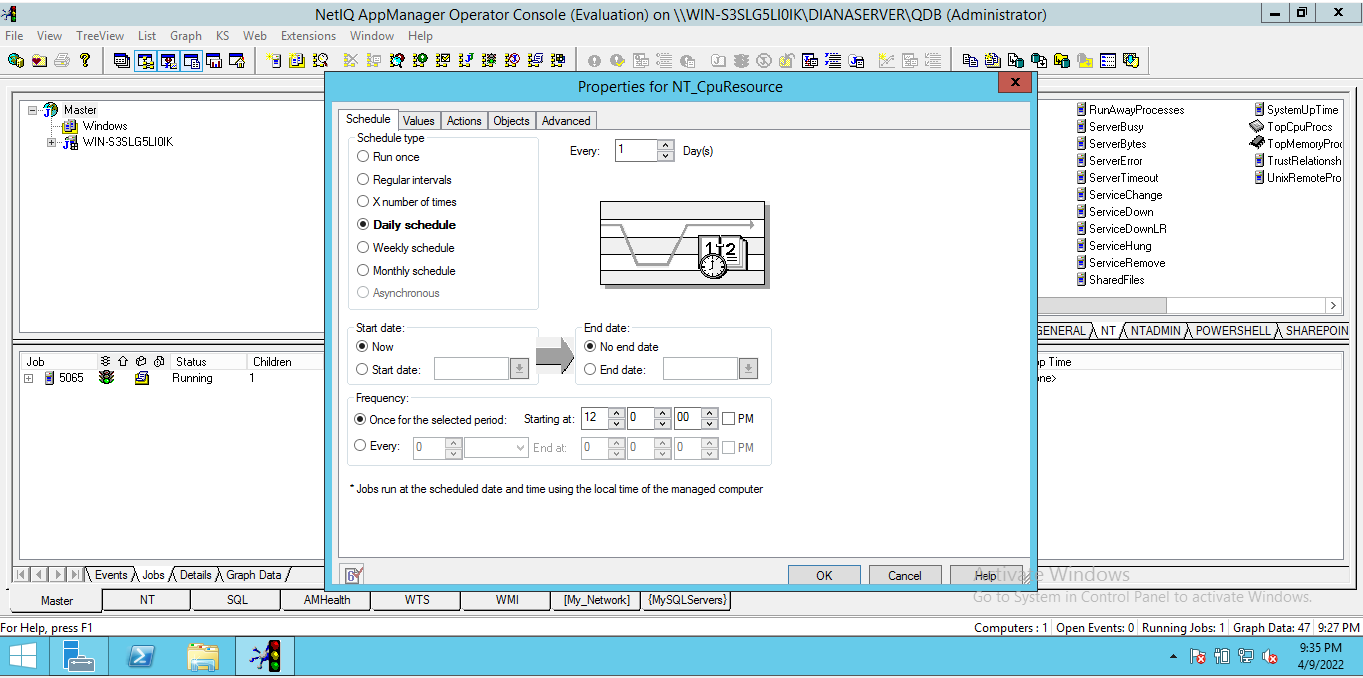 NetIQ AppManager Operator Console (Evaluation) on \\WIN-S3SLG5LI0IK\DIANASERVER\QDB (Administrator)
File View TreeView List Graph KS Web Extensions Window Help
Properties for NT_CpuResource
Master
Windows
WIN-S3SLG5LI0IK
Schedule Values Actions Objects Advanced
Schedule type
Run once
Regular intervals
X number of times
Daily schedule
Weekly schedule
Monthly schedule
Asynchronous
Every: 1 Day(s)
1 2
Start date:
Now
Start date:
End date:
No end date
End date:
Frequency:
Once for the selected period: Starting at: 12 0 00 PM
Every: 0 End at: 0 0 0 PM
* Jobs run at the scheduled date and time using the local time of the managed computer
OK Cancel Help
RunAwayProcesses
ServerBusy
ServerBytes
ServerError
ServerTimeout
ServiceChange
ServiceDown
ServiceDownLR
ServiceHung
ServiceRemove
SharedFiles
SystemUpTime
TopCpuProcs
TopMemoryProc
TrustRelationsh
UnixRemotePro
GENERAL NT NTADMIN POWERSHELL SHAREPOIN
Job Status Children
5065 Running 1
op Time
one>
Events Jobs Details Graph Data
Master NT SQL AMHealth WTS WMI [My_Network] {MySQLServers}
Activate Windows
Go to System in Control Panel to activate Windows.
For Help, press F1
Computers : 1 Open Events: 0 Running Jobs: 1 Graph Data: 47 9:27 PM
9:35 PM
4/9/2022